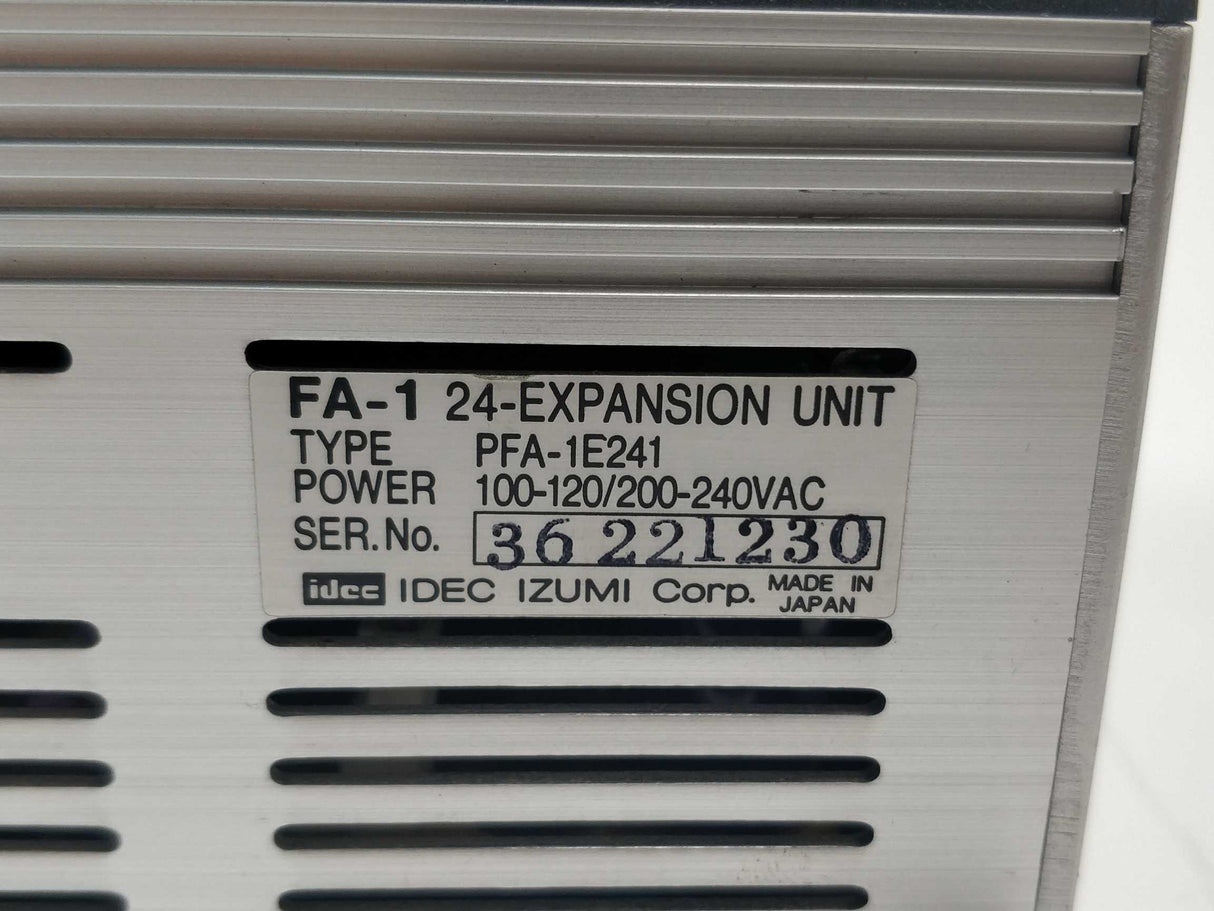 FA-1 24-EXPANSION UNIT
TYPE PFA-1E241
POWER 100-120/200-240VAC
SER.No. 36 221230
idec IDEC IZUMI Corp. MADE IN JAPAN